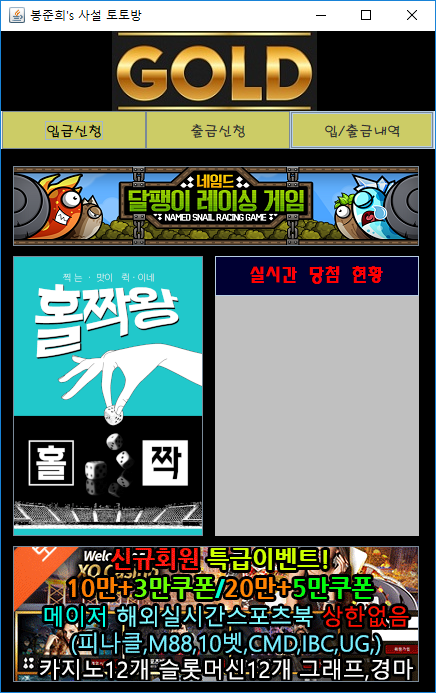 봉준희's 사설 토토방
GOLD
입금신청
출금신청
입/출금내역
네임드
달팽이 레이싱 게임
NAMED SNAIL RACING GAME
찍는 · 맛이 릭·이네
홀짝왕
실시간 당첨 현황
홀
짝
Welc
XO Casino
신규회원 특급이벤트!
10만+3만쿠폰/20만+5만쿠폰
메이저 해외실시간스포츠북 상한없음
(피나클,M88,10벳,CMD,IBC,UG,)
카지도12개 슬롯머신12개 그래프,경마